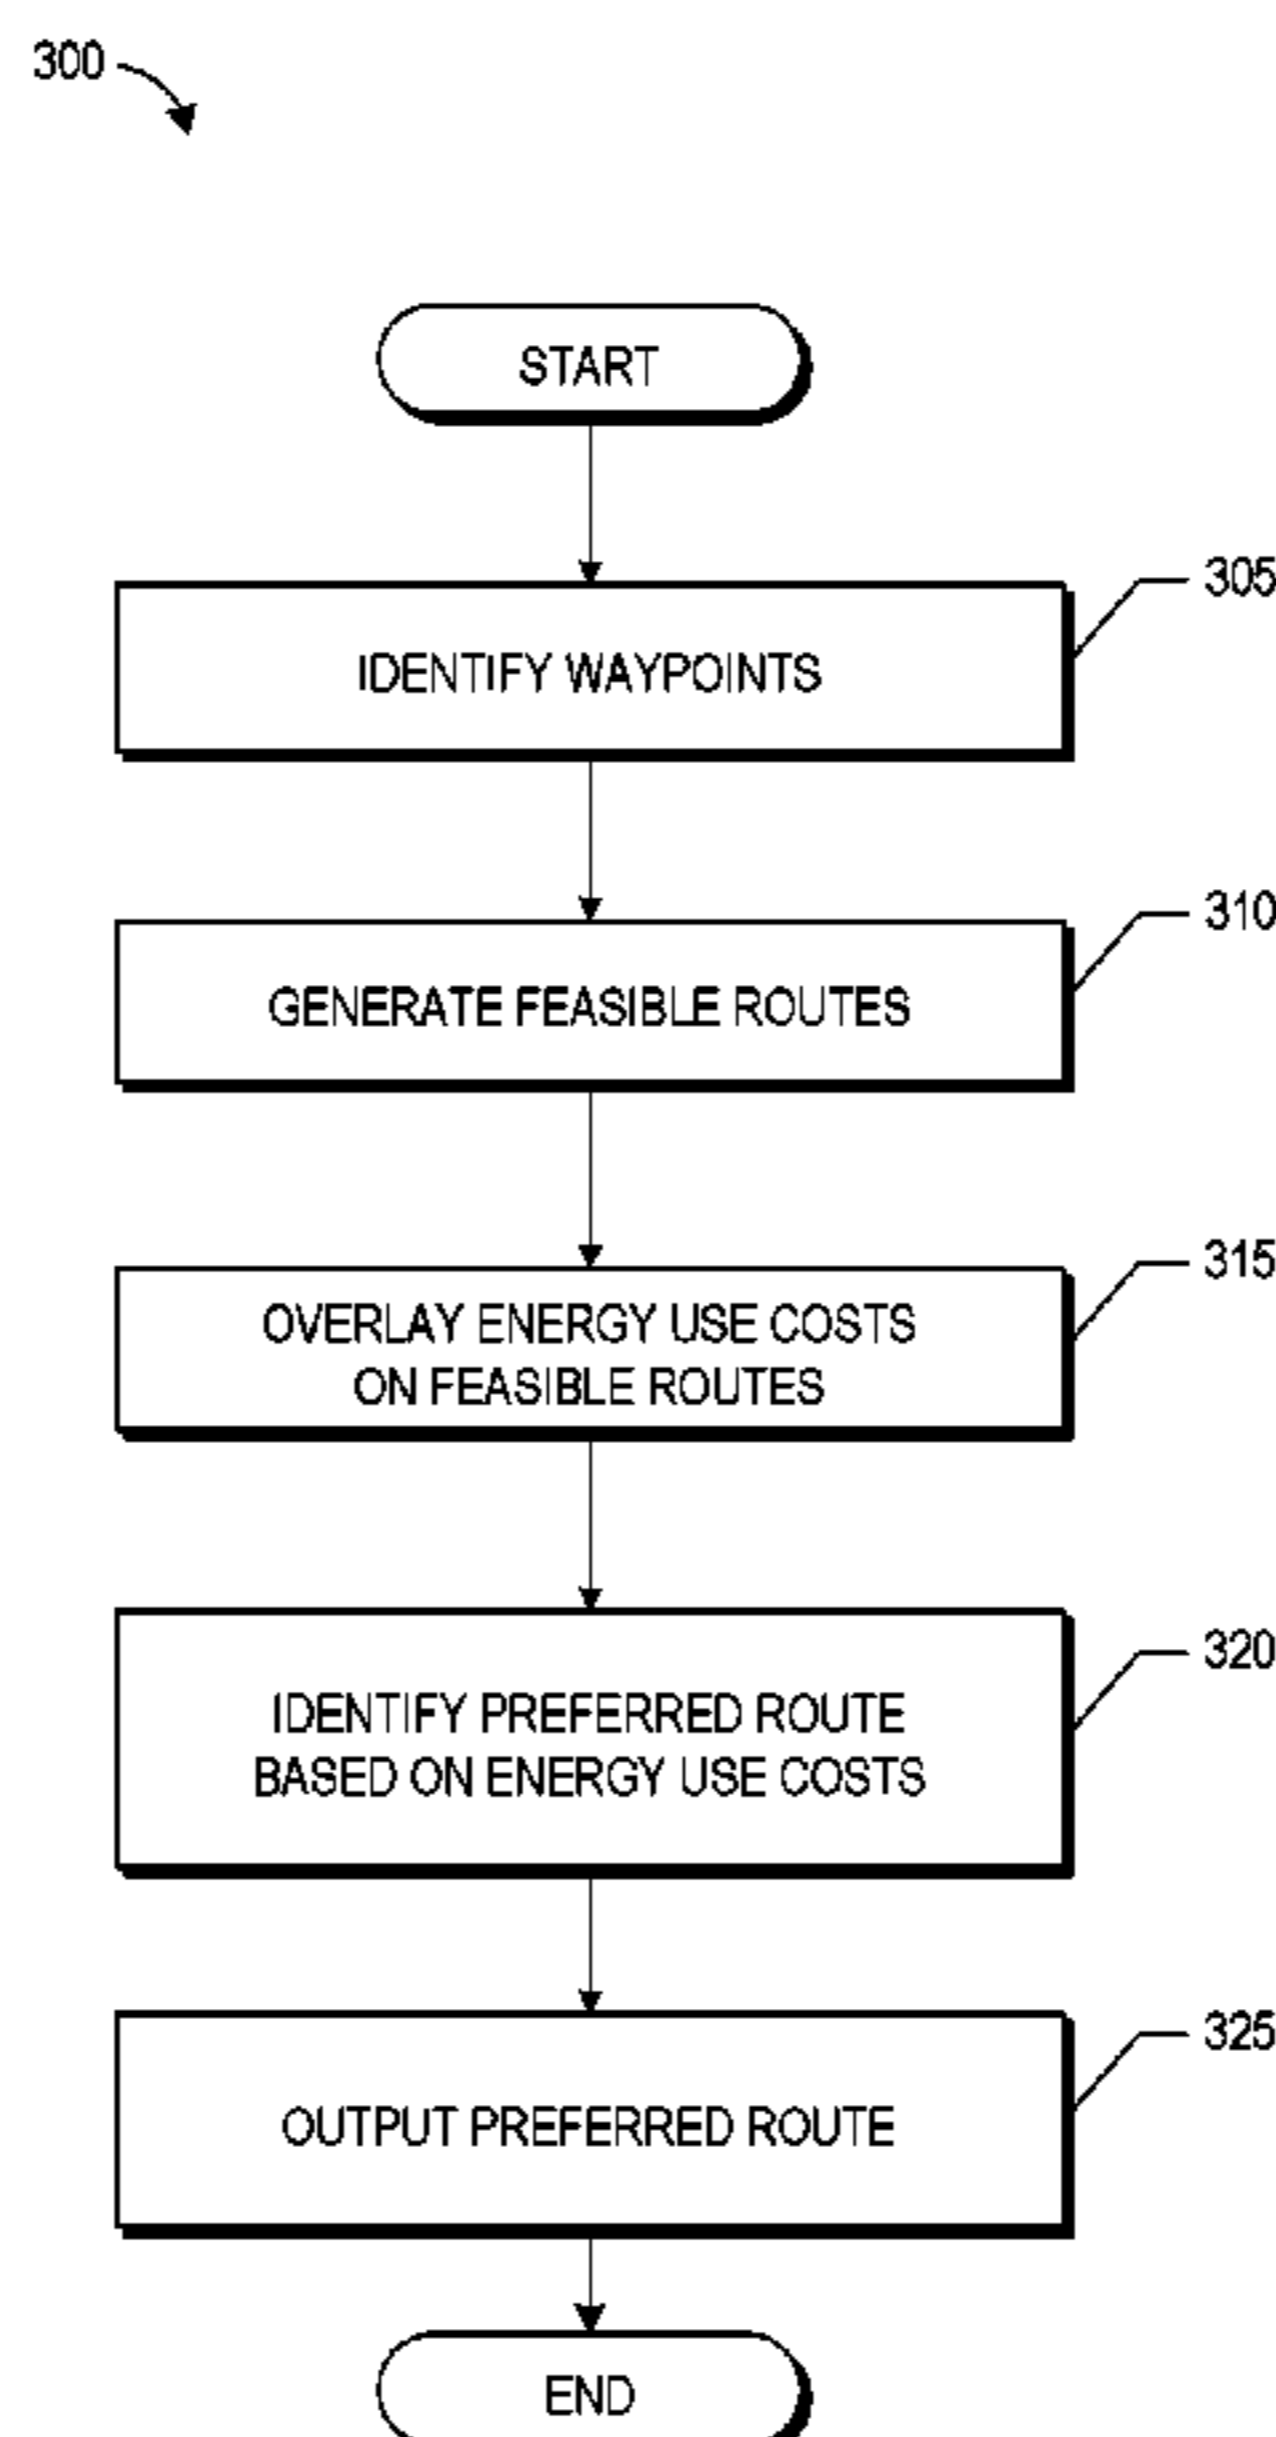 300
START
IDENTIFY WAYPOINTS
305
GENERATE FEASIBLE ROUTES
310
OVERLAY ENERGY USE COSTS
ON FEASIBLE ROUTES
315
IDENTIFY PREFERRED ROUTE
BASED ON ENERGY USE COSTS
320
OUTPUT PREFERRED ROUTE
325
END